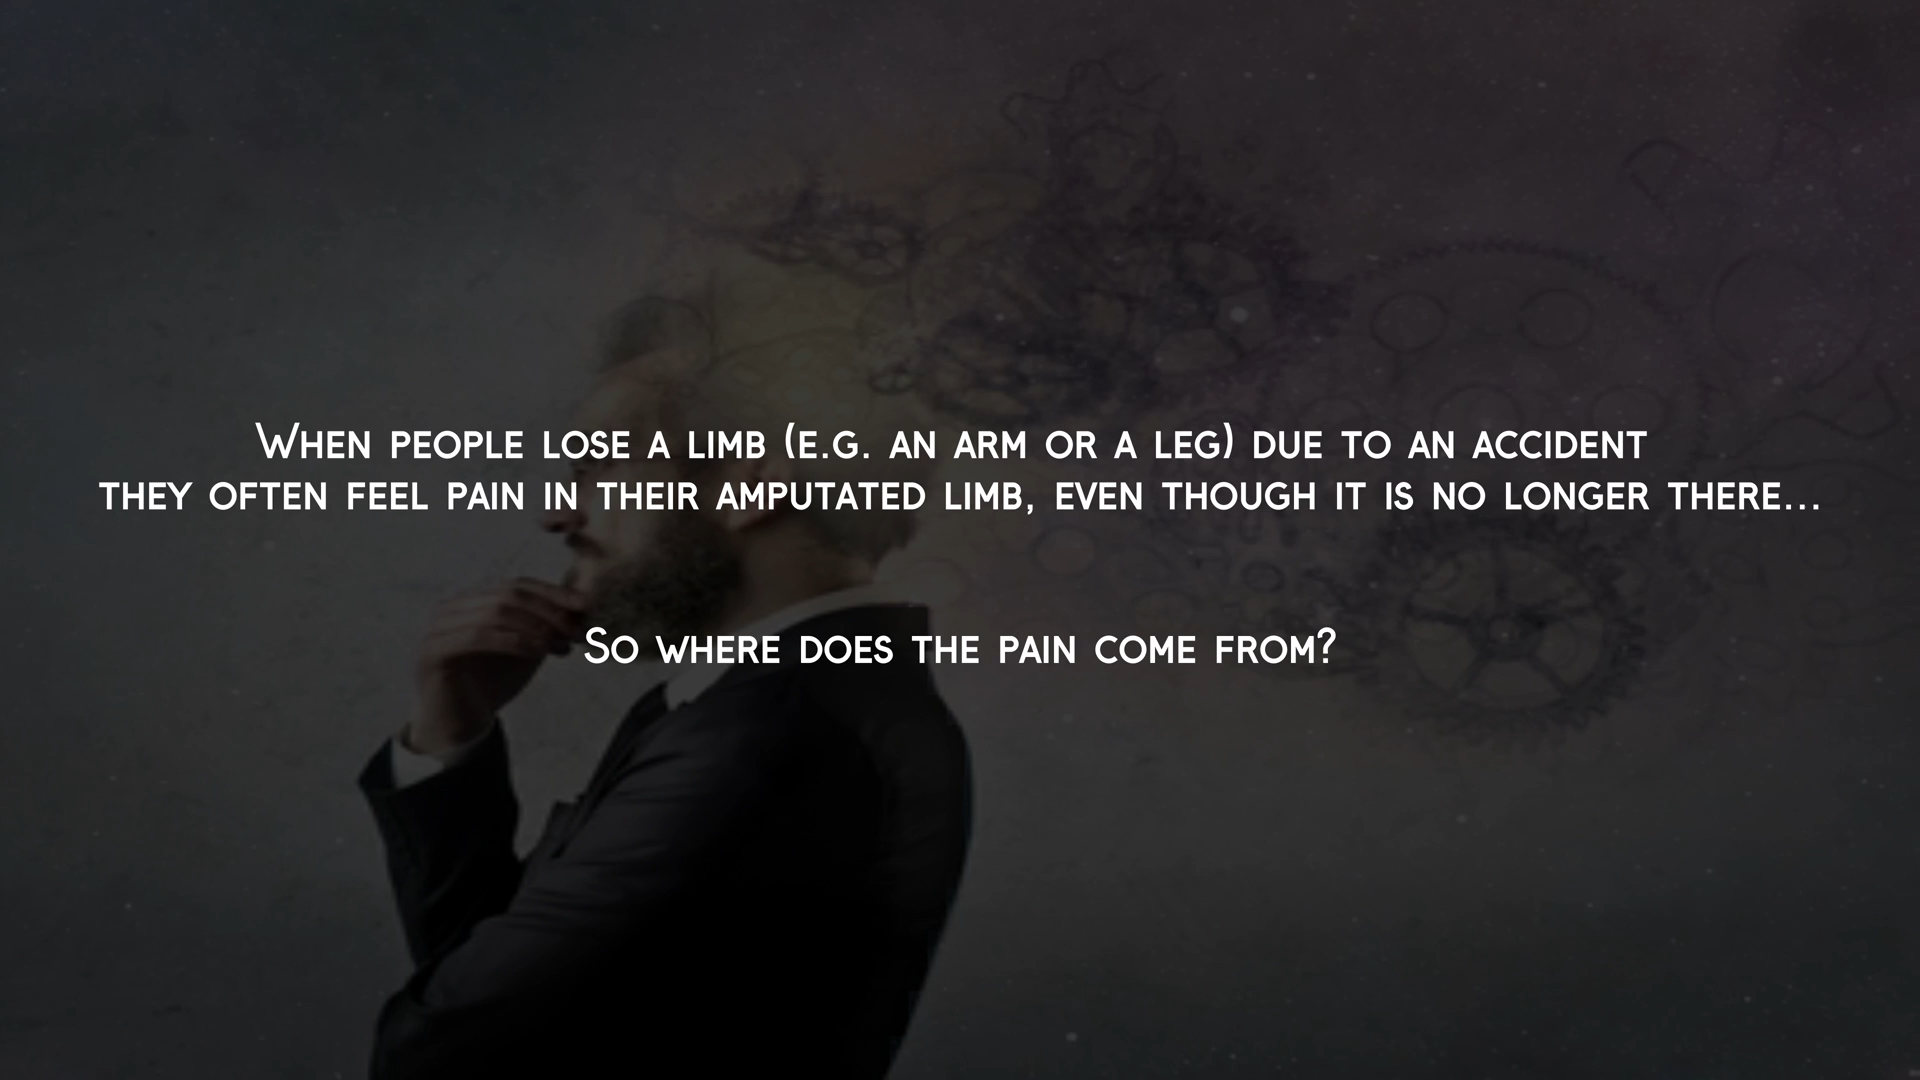 When people lose a limb (e.g. an arm or a leg) due to an accident
they often feel pain in their amputated limb, even though it is no longer there...
So where does the pain come from?